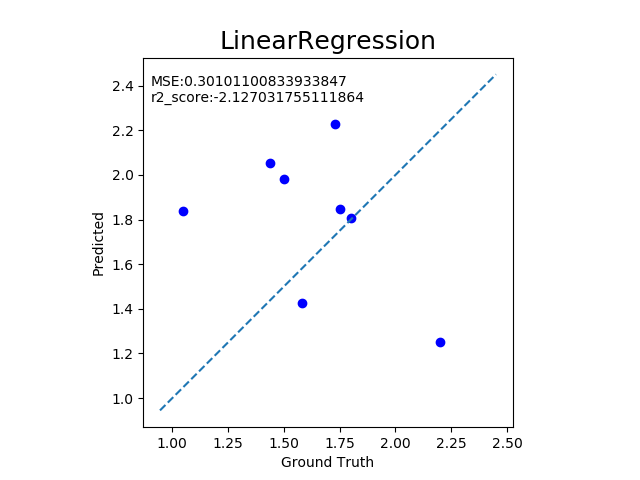 LinearRegression
MSE:0.30101100833933847
r2_score:-2.127031755111864
2.4
2.2
2.0
1.8
1.6
1.4
1.2
1.0
Predicted
1.00 1.25 1.50 1.75 2.00 2.25 2.50
Ground Truth